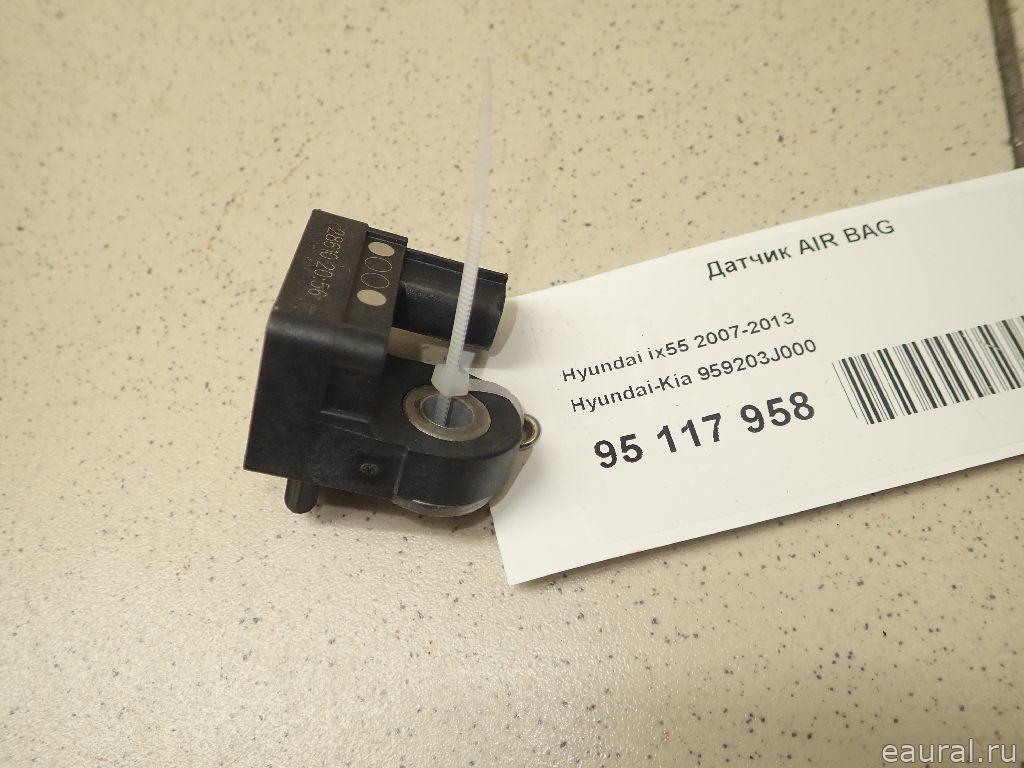 Датчик AIR BAG
Hyundai ix55 2007-2013
Hyundai-Kia 959203J000
95 117 958
eaural.ru